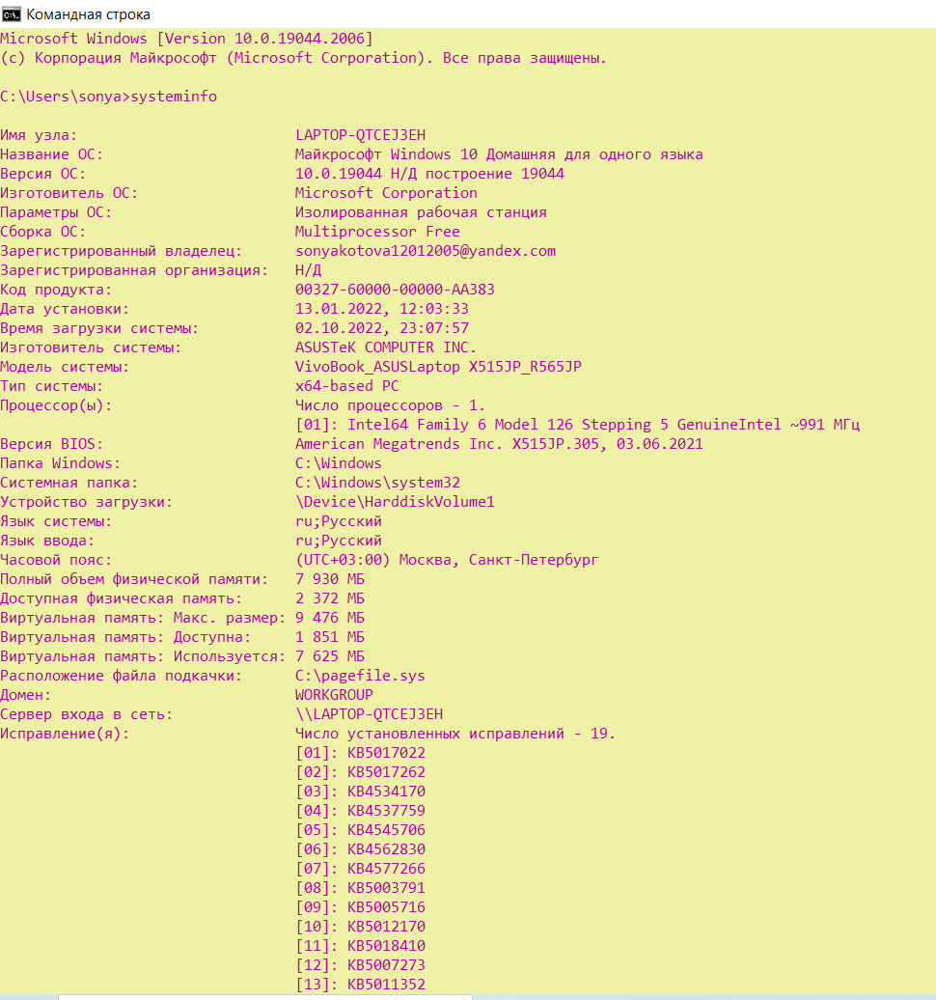 Командная строка
Microsoft Windows [Version 10.0.19044.2006]
(c) Корпорация Майкрософт (Microsoft Corporation). Все права защищены.
C:\Users\sonya>systeminfo
Имя узла: LAPTOP-QTCEJ3EH
Название ОС: Майкрософт Windows 10 Домашняя для одного языка
Версия ОС: 10.0.19044 Н/Д построение 19044
Изготовитель ОС: Microsoft Corporation
Параметры ОС: Изолированная рабочая станция
Сборка ОС: Multiprocessor Free
Зарегистрированный владелец: sonyakotova12012005@yandex.com
Зарегистрированная организация: Н/Д
Код продукта: 00327-60000-00000-AA383
Дата установки: 13.01.2022, 12:03:33
Время загрузки системы: 02.10.2022, 23:07:57
Изготовитель системы: ASUSTeK COMPUTER INC.
Модель системы: VivoBook_ASUSLaptop X515JP_R565JP
Тип системы: x64-based PC
Процессор(ы): Число процессоров - 1.
[01]: Intel64 Family 6 Model 126 Stepping 5 GenuineIntel ~991 МГц
Версия BIOS: American Megatrends Inc. X515JP.305, 03.06.2021
Папка Windows: C:\Windows
Системная папка: C:\Windows\system32
Устройство загрузки: \Device\HarddiskVolume1
Язык системы: ru;Русский
Язык ввода: ru;Русский
Часовой пояс: (UTC+03:00) Москва, Санкт-Петербург
Полный объем физической памяти: 7 930 МБ
Доступная физическая память: 2 372 МБ
Виртуальная память: Макс. размер: 9 476 МБ
Виртуальная память: Доступна: 1 851 МБ
Виртуальная память: Используется: 7 625 МБ
Расположение файла подкачки: C:\pagefile.sys
Домен: WORKGROUP
Сервер входа в сеть: \\LAPTOP-QTCEJ3EH
Исправление(я): Число установленных исправлений - 19.
[01]: KB5017022
[02]: KB5017262
[03]: KB4534170
[04]: KB4537759
[05]: KB4545706
[06]: KB4562830
[07]: KB4577266
[08]: KB5003791
[09]: KB5005716
[10]: KB5012170
[11]: KB5018410
[12]: KB5007273
[13]: KB5011352